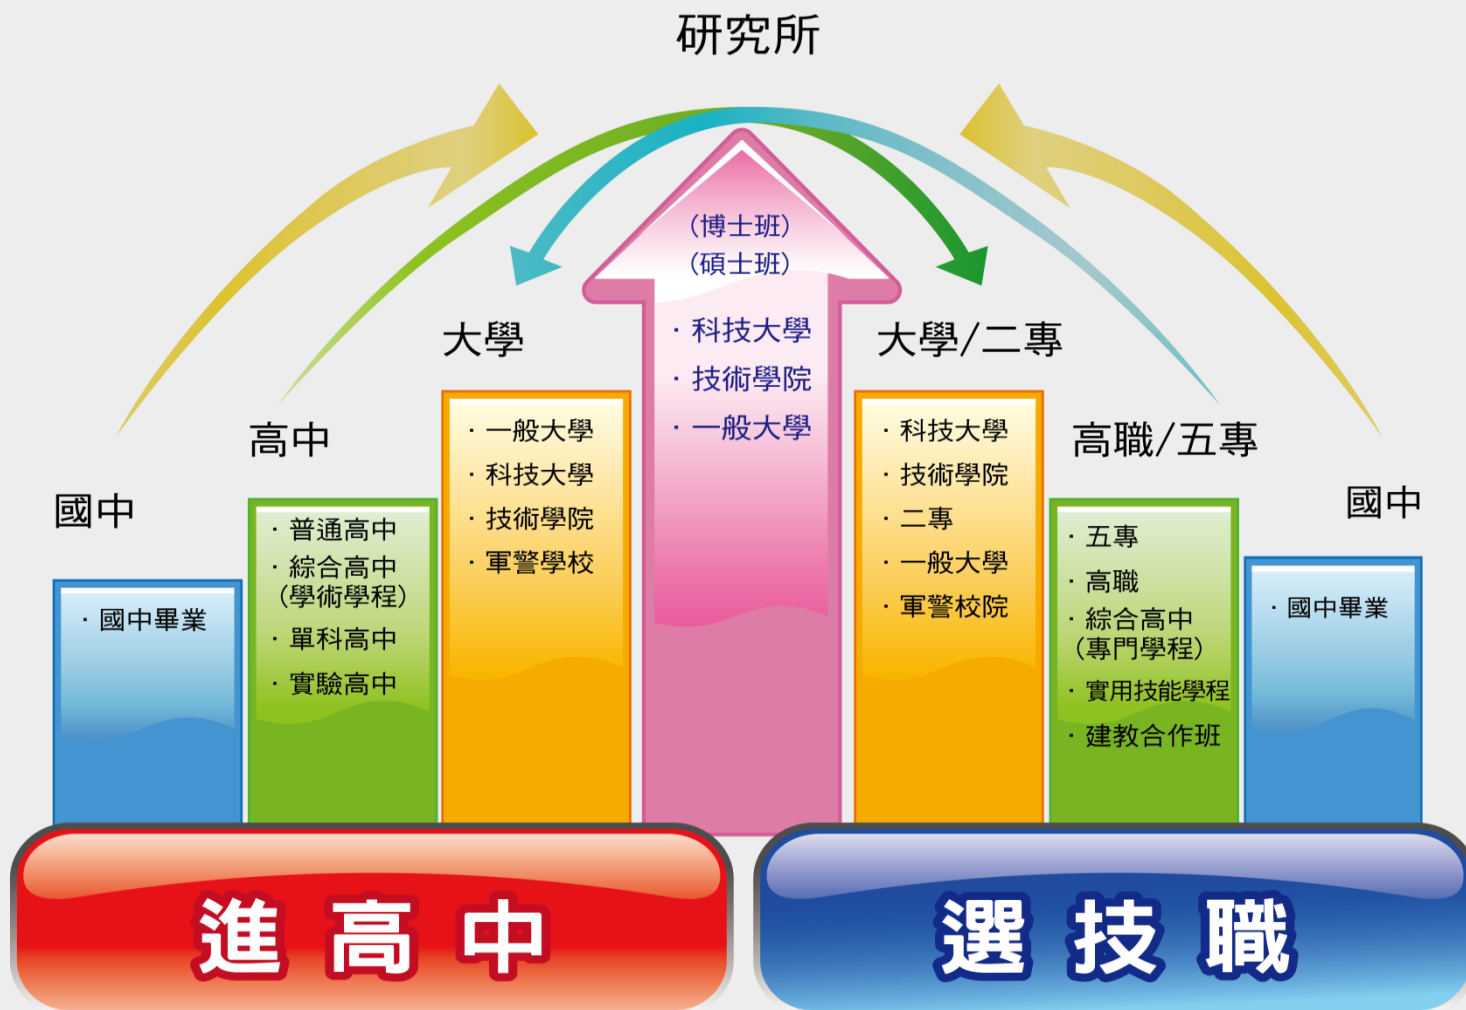 研究所
(博士班)
(碩士班)
· 科技大學
· 技術學院
· 一般大學
大學
· 一般大學
· 科技大學
· 技術學院
· 軍警學校
高中
· 普通高中
· 綜合高中
(學術學程)
· 單科高中
· 實驗高中
國中
· 國中畢業
大學/二專
· 科技大學
· 技術學院
· 二專
· 一般大學
· 軍警校院
高職/五專
· 五專
· 高職
· 綜合高中
(專門學程)
· 實用技能學程
· 建教合作班
國中
· 國中畢業
進高中
選技職